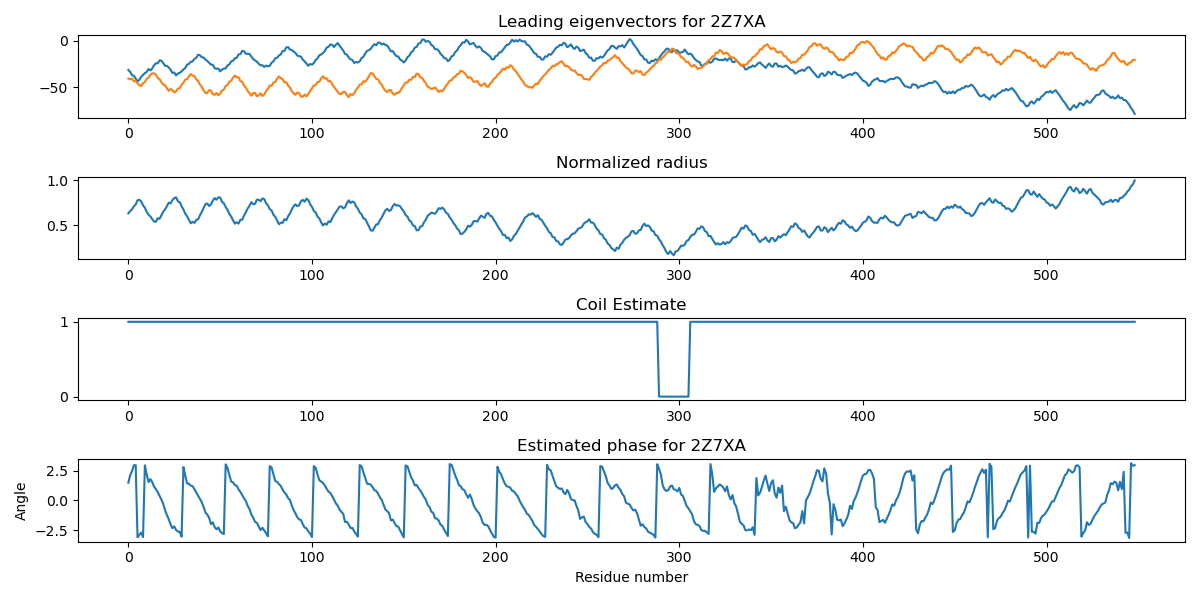 Leading eigenvectors for 2Z7XA
0
−50
0 100 200 300 400 500
Normalized radius
1.0
0.5
0 100 200 300 400 500
Coil Estimate
1
0
0 100 200 300 400 500
Estimated phase for 2Z7XA
2.5
0.0
−2.5
Angle
0 100 200 300 400 500
Residue number